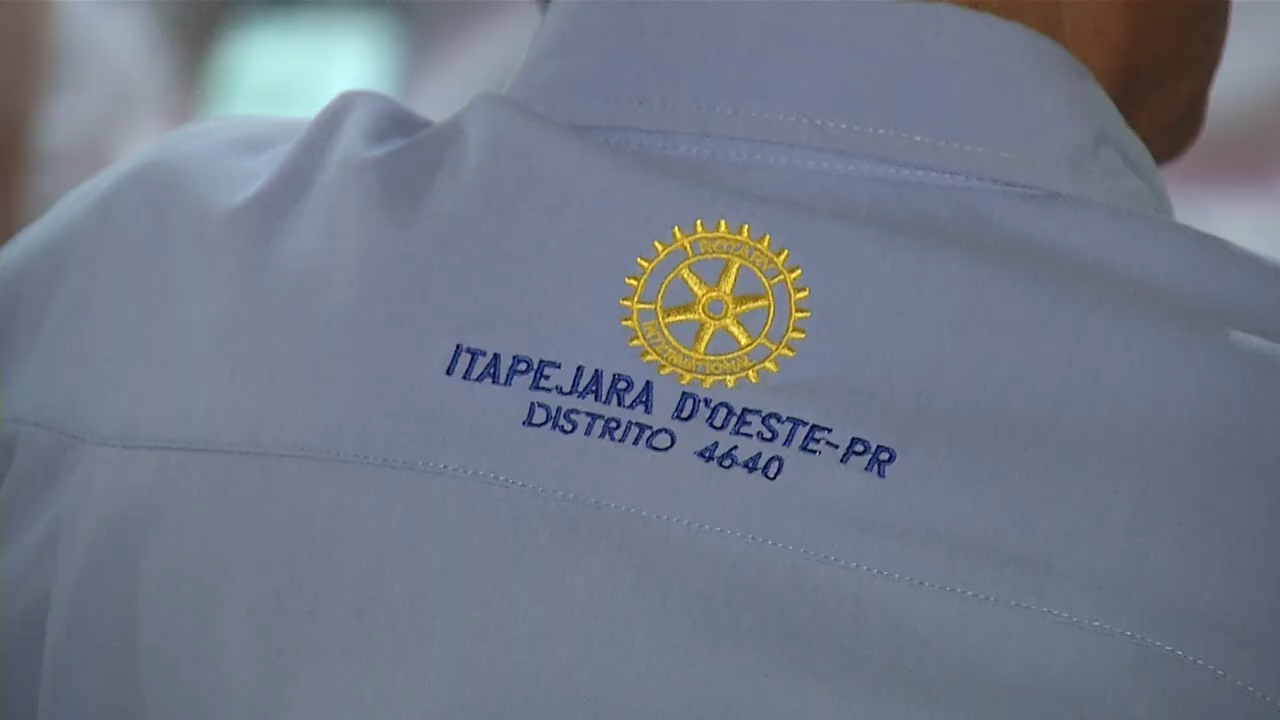 ROTARY
INTERNATIONAL
ITAPEJARA D'OESTE-PR
DISTRITO 4640